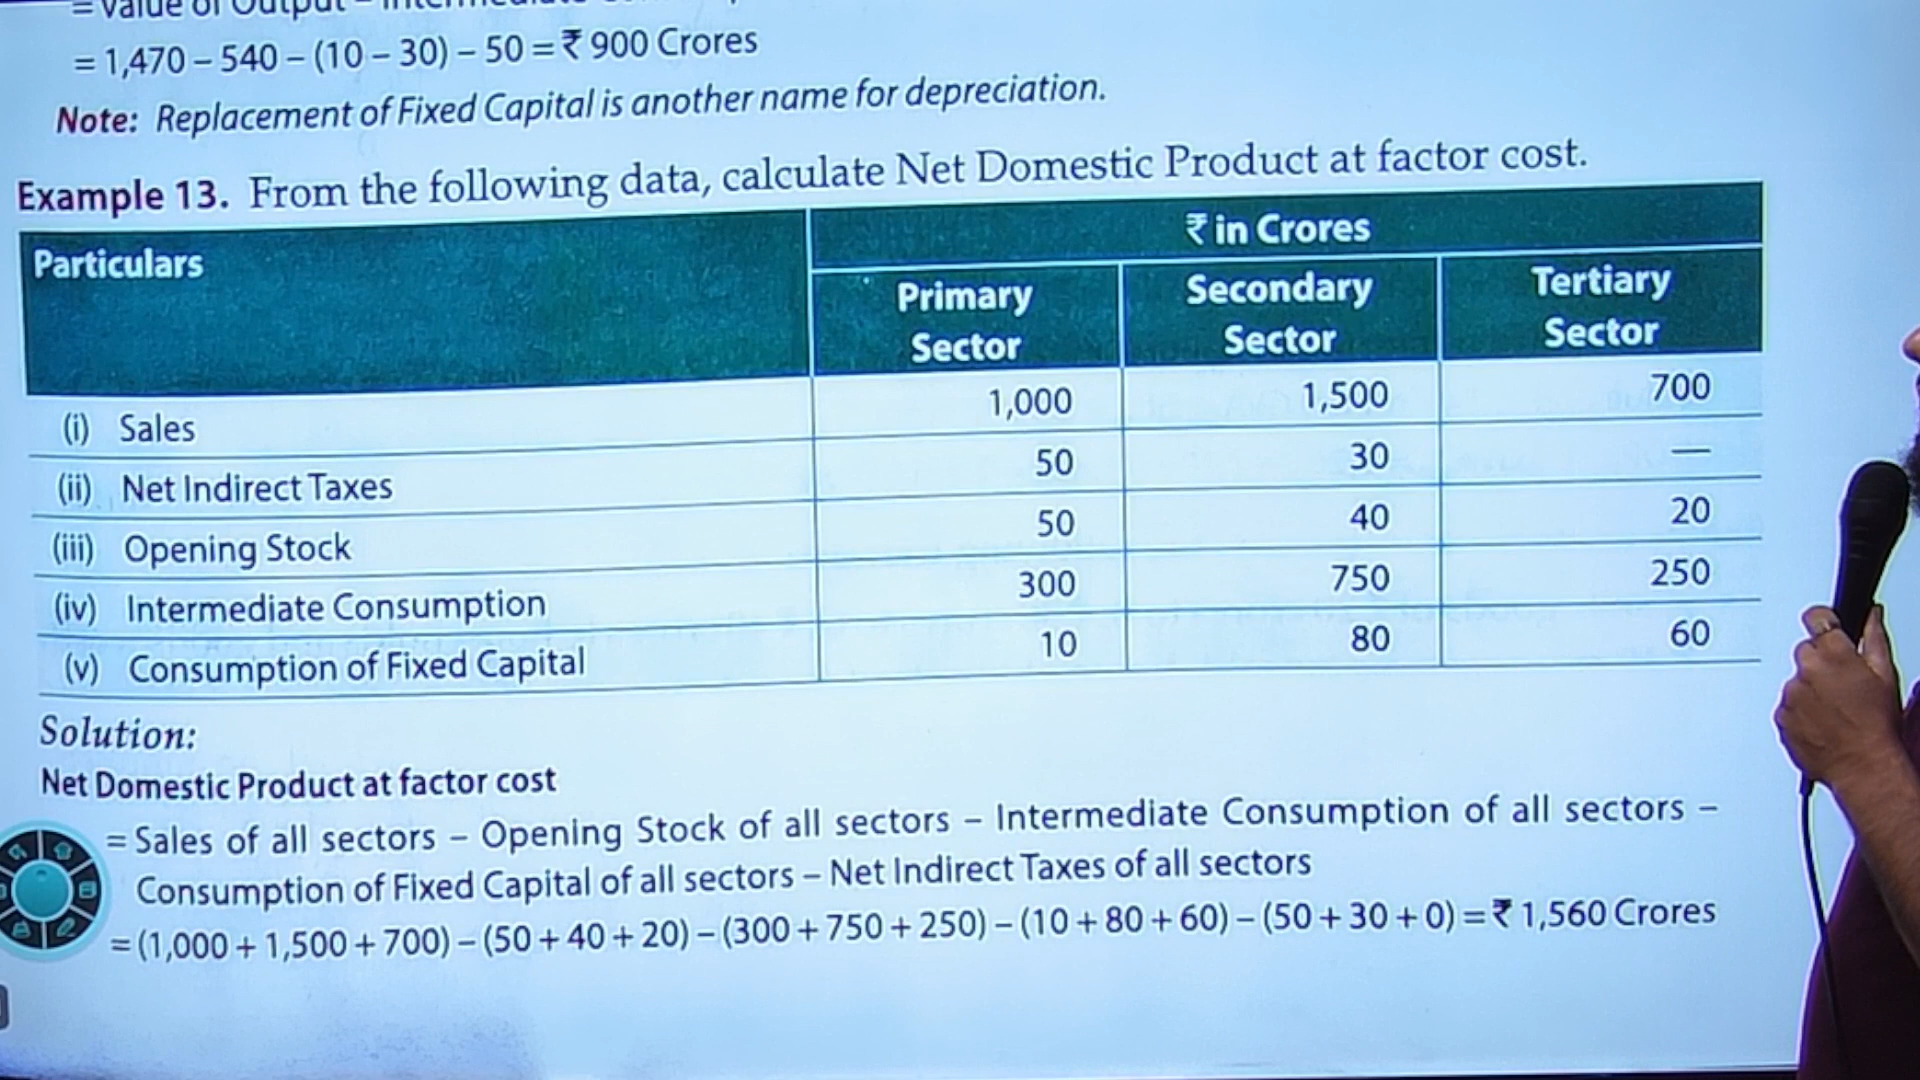 = Value of Output –
= 1,470 – 540 – (10 – 30) – 50 = ₹ 900 Crores
Note: Replacement of Fixed Capital is another name for depreciation.
Example 13. From the following data, calculate Net Domestic Product at factor cost.
Particulars ₹ in Crores
Primary Sector Secondary Sector Tertiary Sector
(i) Sales 1,000 1,500 700
(ii) Net Indirect Taxes 50 30 —
(iii) Opening Stock 50 40 20
(iv) Intermediate Consumption 300 750 250
(v) Consumption of Fixed Capital 10 80 60
Solution:
Net Domestic Product at factor cost
= Sales of all sectors – Opening Stock of all sectors – Intermediate Consumption of all sectors –
Consumption of Fixed Capital of all sectors – Net Indirect Taxes of all sectors
= (1,000 + 1,500 + 700) – (50 + 40 + 20) – (300 + 750 + 250) – (10 + 80 + 60) – (50 + 30 + 0) = ₹ 1,560 Crores